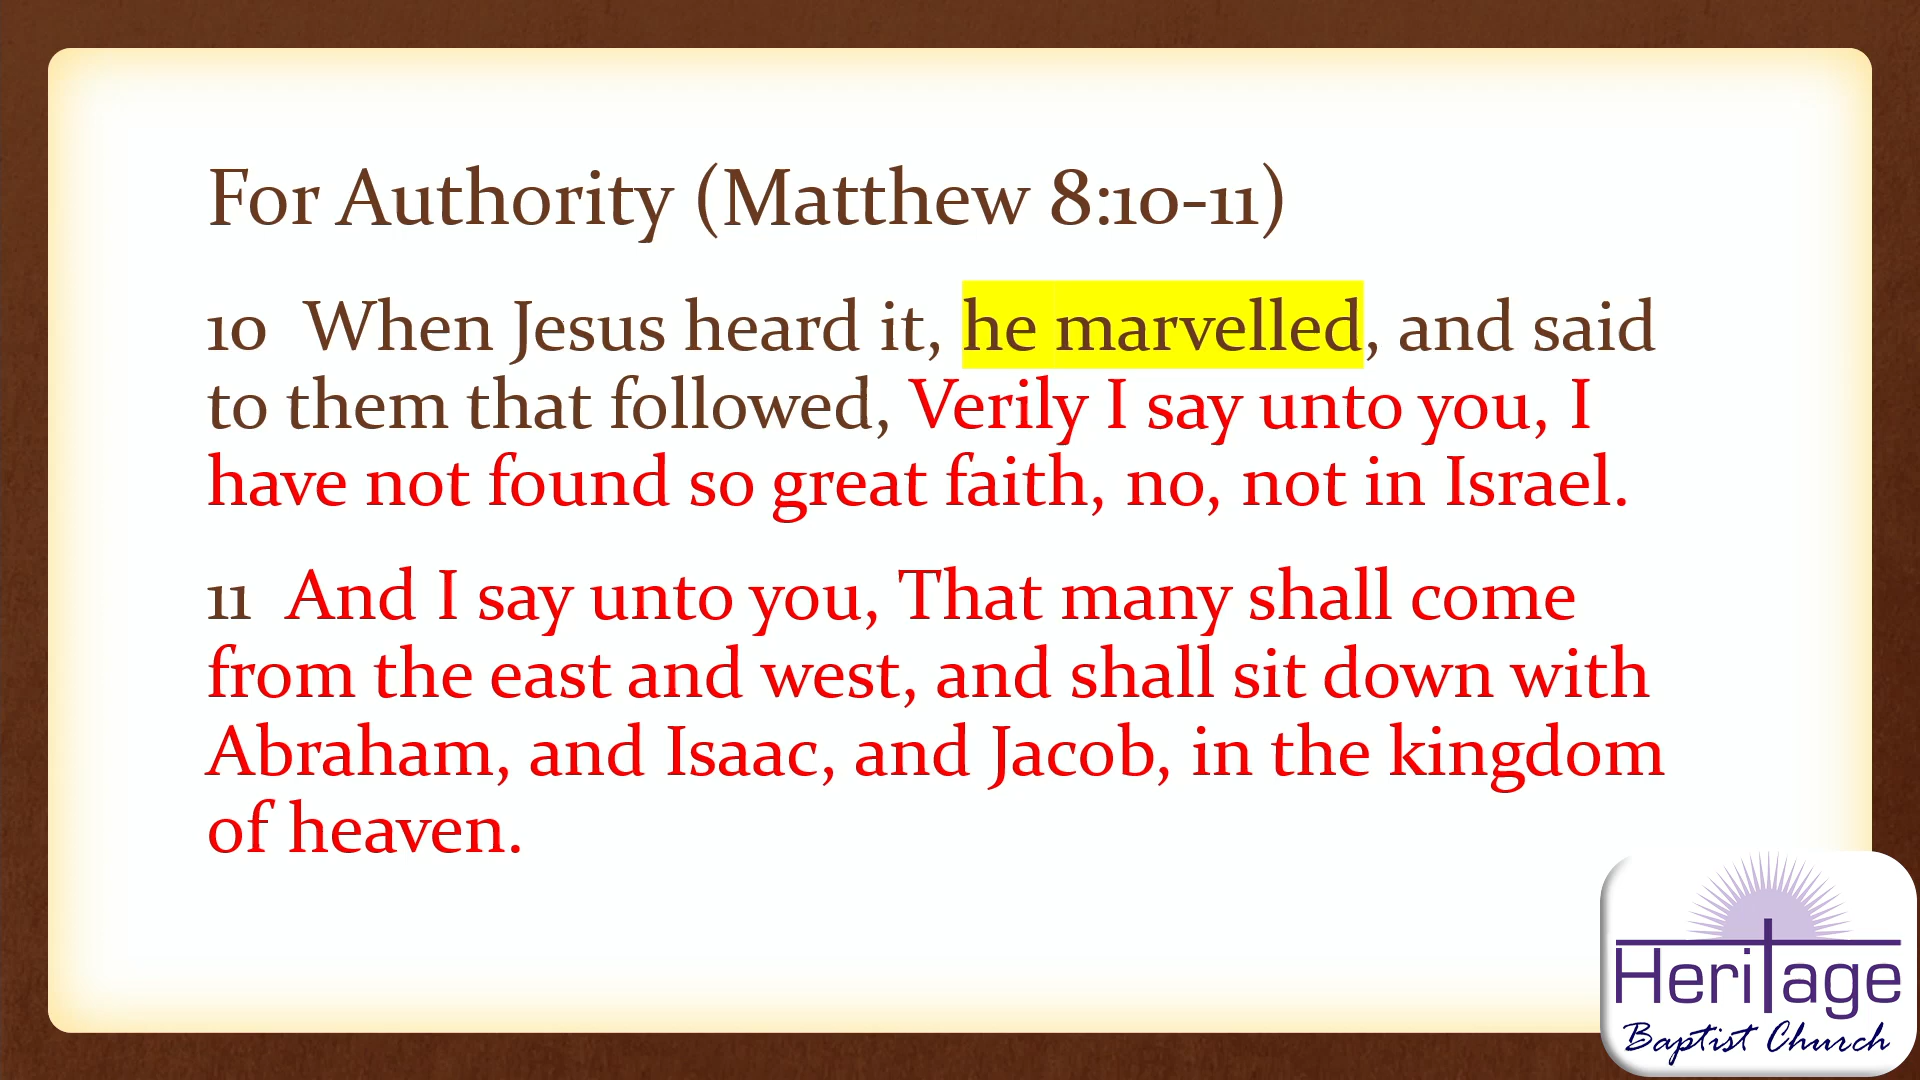 For Authority (Matthew 8:10-11)
10 When Jesus heard it, he marvelled, and said
to them that followed, Verily I say unto you, I
have not found so great faith, no, not in Israel.
11 And I say unto you, That many shall come
from the east and west, and shall sit down with
Abraham, and Isaac, and Jacob, in the kingdom
of heaven.
Heritage
Baptist Church